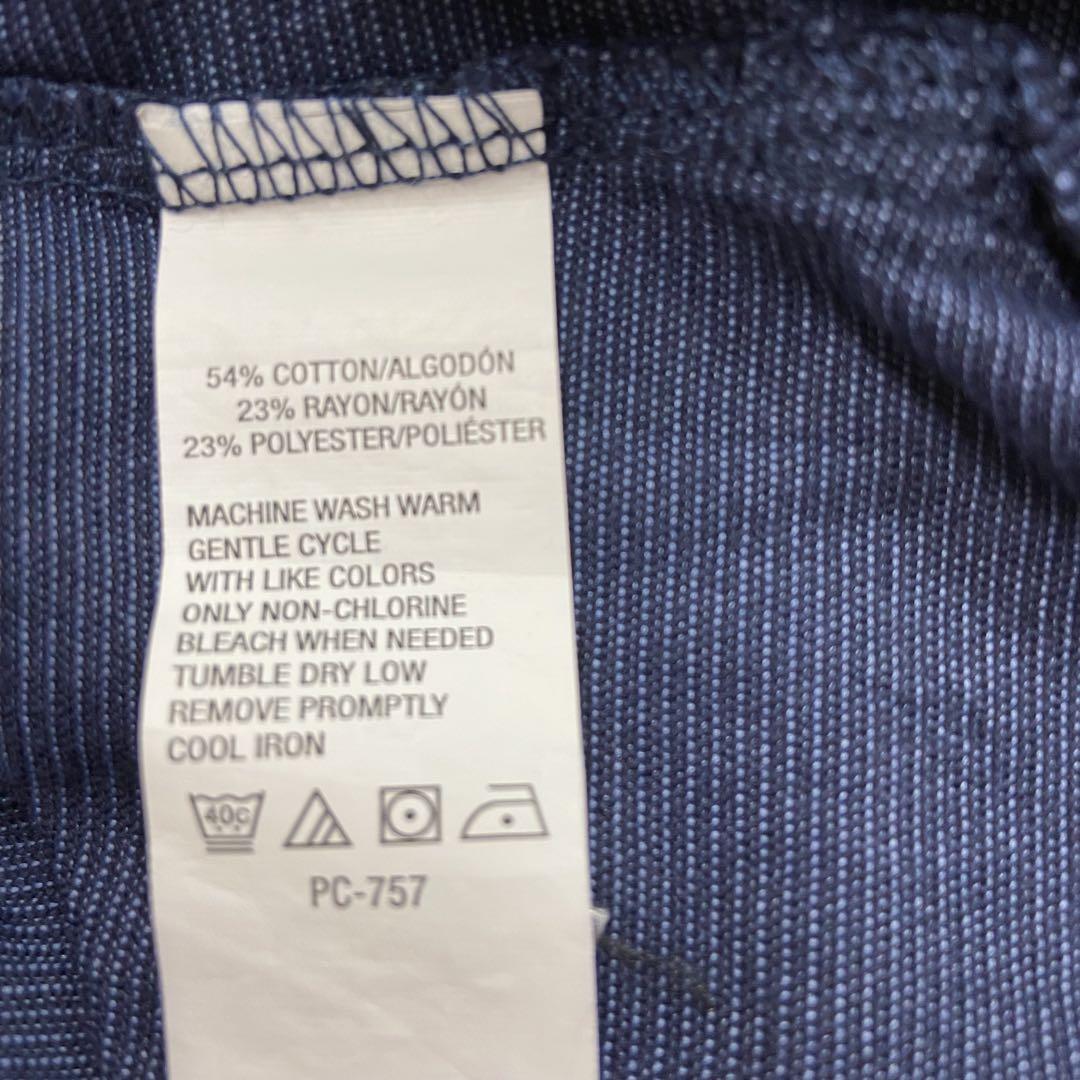 54% COTTON/ALGODÓN
23% RAYON/RAYÓN
23% POLYESTER/POLIÉSTER
MACHINE WASH WARM
GENTLE CYCLE
WITH LIKE COLORS
ONLY NON-CHLORINE
BLEACH WHEN NEEDED
TUMBLE DRY LOW
REMOVE PROMPTLY
COOL IRON
40C
PC-757